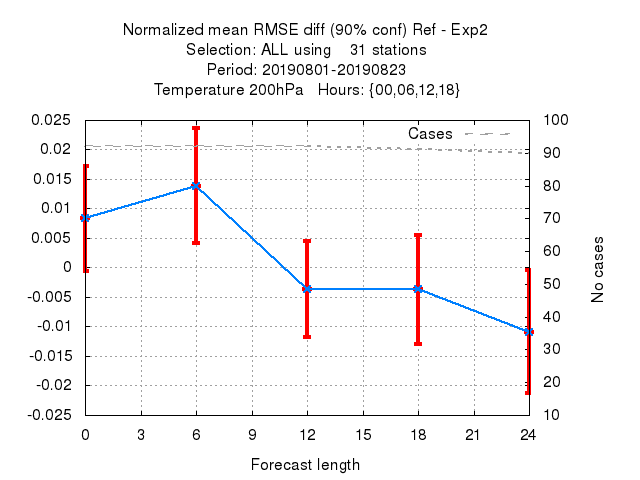 Normalized mean RMSE diff (90% conf) Ref - Exp2
Selection: ALL using    31 stations
Period: 20190801-20190823
Temperature 200hPa   Hours: {00,06,12,18}
Cases
0.025
0.02
0.015
0.01
0.005
0
-0.005
-0.01
-0.015
-0.02
-0.025
100
90
80
70
60
50
40
30
20
10
No cases
0 3 6 9 12 15 18 21 24
Forecast length